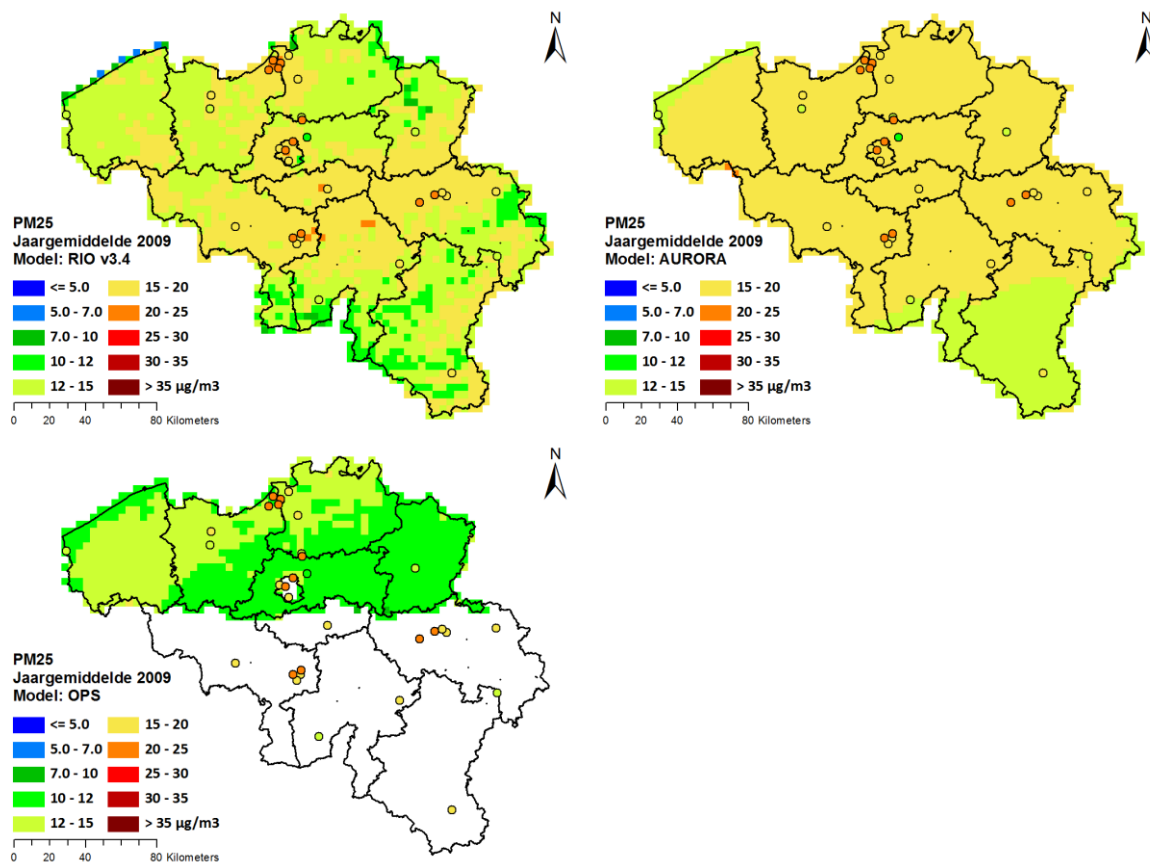 N
PM25
Jaargemiddelde 2009
Model: RIO v3.4
<= 5.0 15 - 20
5.0 - 7.0 20 - 25
7.0 - 10 25 - 30
10 - 12 30 - 35
12 - 15 > 35 µg/m3
0 20 40 80 Kilometers
N
PM25
Jaargemiddelde 2009
Model: AURORA
<= 5.0 15 - 20
5.0 - 7.0 20 - 25
7.0 - 10 25 - 30
10 - 12 30 - 35
12 - 15 > 35 µg/m3
0 20 40 80 Kilometers
N
PM25
Jaargemiddelde 2009
Model: OPS
<= 5.0 15 - 20
5.0 - 7.0 20 - 25
7.0 - 10 25 - 30
10 - 12 30 - 35
12 - 15 > 35 µg/m3
0 20 40 80 Kilometers